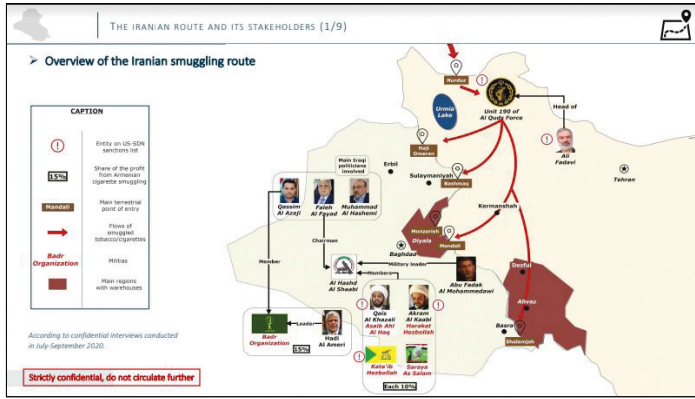 THE IRANIAN ROUTE AND ITS STAKEHOLDERS (1/9)
Overview of the Iranian smuggling route
CAPTION
Entity on US-SDN
sanctions list
15%
Share of the profit
from Armenian
cigarette smuggling
Mandali
Main terrestrial
point of entry
Flows of
smuggled
tobacco/cigarettes
Badr
Organization
Militias
Main regions
with warehouses
According to confidential interviews conducted
in July-September 2020.
Strictly confidential, do not circulate further
Nurduz
Unit 190 of
Al Quds Force
Head of
Ali
Fadavi
Urmia
Lake
Haji
Omeran
Erbil
Bashmaq
Sulaymaniyah
Tehran
Main Iraqi
politicians
involved
Qassim
Al Azaji
Faleh
Al Fayad
Muhammad
Al Hashemi
Kermanshah
Monzarieh
Diyala
Mandali
Baghdad
Chairman
Member
Military leader
Members
Al Hashd
Al Shaabi
Abu Fadak
Al Mohammedawi
Dezful
Ahvaz
Basra
Shalamjah
Badr
Organization
Leader
Hadi
Al Ameri
15%
Qais
Al Khazali
Asaib Ahl
Al Haq
Akram
Al Kaabi
Harakat
Hezbollah
Kata'ib
Hezbollah
Saraya
As Salam
Each 10%